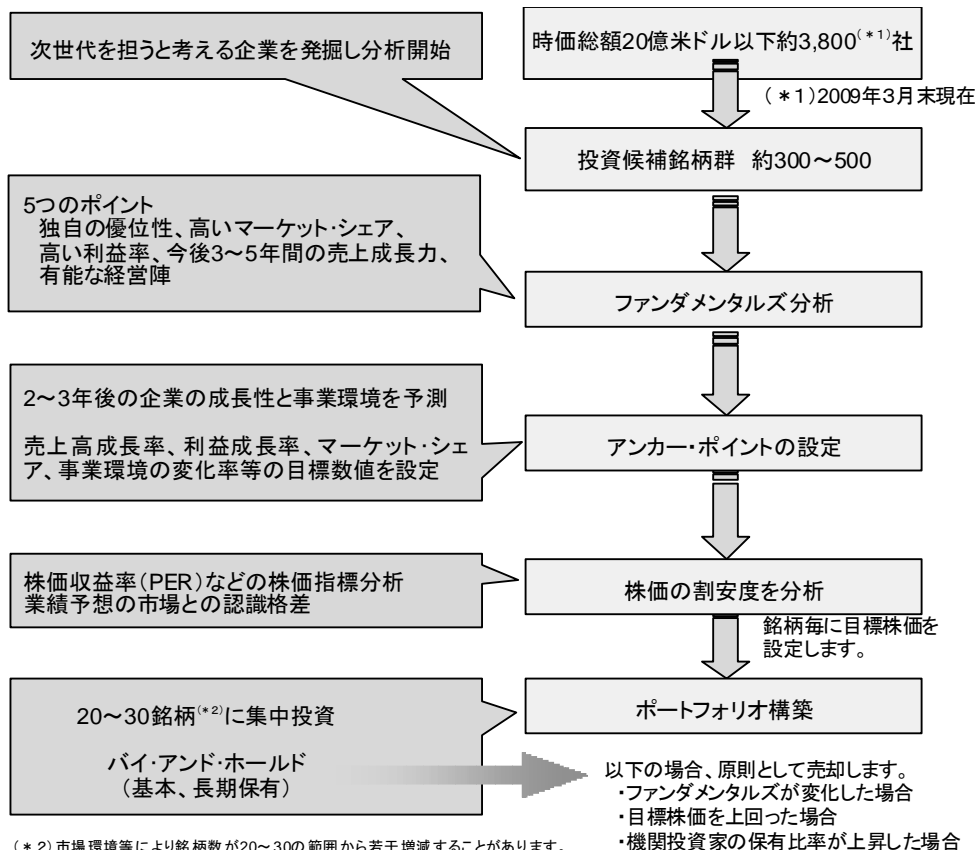 次世代を担うと考える企業を発掘し分析開始
時価総額20億米ドル以下約3,800(*1)社
(*1)2009年3月末現在
投資候補銘柄群 約300～500
5つのポイント
独自の優位性、高いマーケット・シェア、
高い利益率、今後3～5年間の売上成長力、
有能な経営陣
ファンダメンタルズ分析
2～3年後の企業の成長性と事業環境を予測
売上高成長率、利益成長率、マーケット・シェ
ア、事業環境の変化率等の目標数値を設定
アンカー・ポイントの設定
株価収益率(PER)などの株価指標分析
業績予想の市場との認識格差
株価の割安度を分析
銘柄毎に目標株価を
設定します。
20～30銘柄(*2)に集中投資
バイ・アンド・ホールド
(基本、長期保有)
ポートフォリオ構築
以下の場合、原則として売却します。
・ファンダメンタルズが変化した場合
・目標株価を上回った場合
・機関投資家の保有比率が上昇した場合
(*2)市場環境等により銘柄数が20～30の範囲から若干増減することがあります。